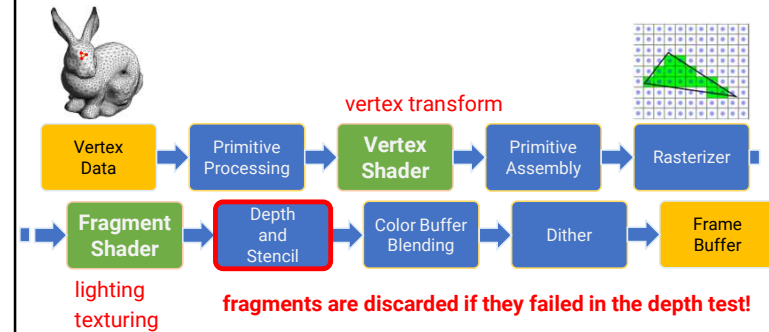 vertex transform
Vertex
Data
Primitive
Processing
Vertex
Shader
Primitive
Assembly
Rasterizer
Fragment
Shader
Depth
and
Stencil
Color Buffer
Blending
Dither
Frame
Buffer
lighting
texturing
fragments are discarded if they failed in the depth test!